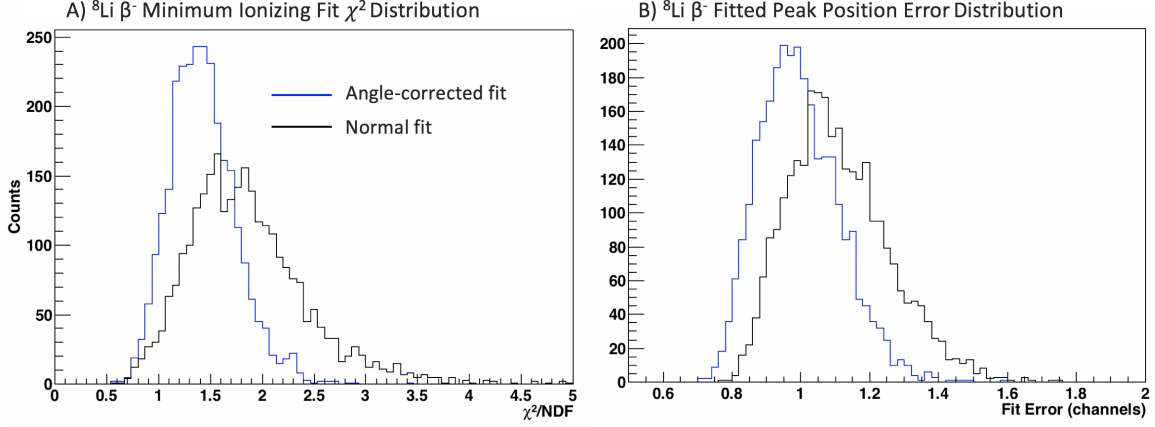 A) ⁸Li β⁻ Minimum Ionizing Fit χ² Distribution
250
200
150
100
50
0
Counts
Angle-corrected fit
Normal fit
0 0.5 1 1.5 2 2.5 3 3.5 4 4.5 5
χ²/NDF
B) ⁸Li β⁻ Fitted Peak Position Error Distribution
200
180
160
140
120
100
80
60
40
20
0
0.6 0.8 1 1.2 1.4 1.6 1.8 2
Fit Error (channels)